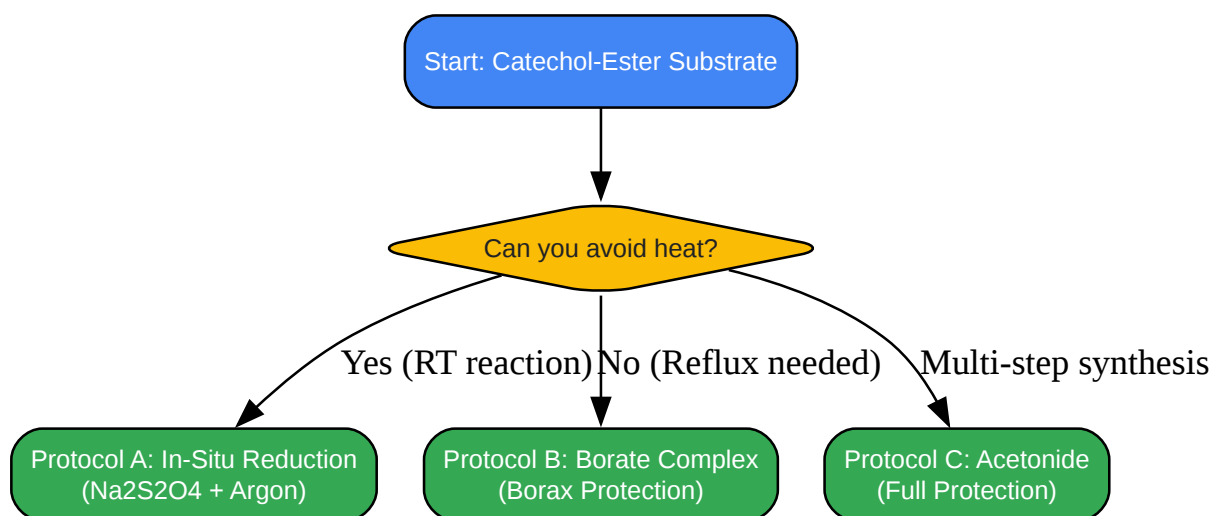 Start: Catechol-Ester Substrate
Can you avoid heat?
Yes (RT reaction)
No (Reflux needed)
Multi-step synthesis
Protocol A: In-Situ Reduction
(Na2S2O4 + Argon)
Protocol B: Borate Complex
(Borax Protection)
Protocol C: Acetonide
(Full Protection)